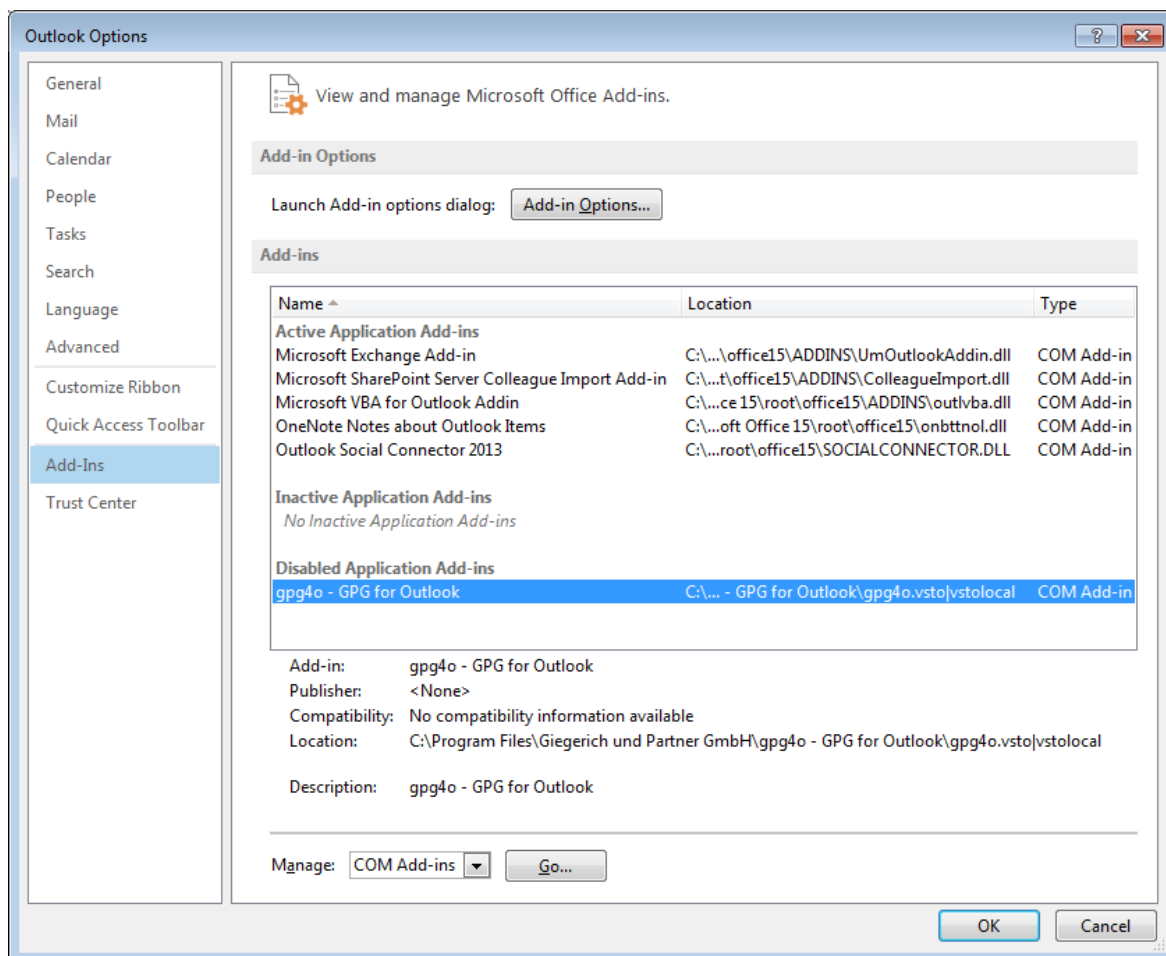 Outlook Options
General
Mail
Calendar
People
Tasks
Search
Language
Advanced
Customize Ribbon
Quick Access Toolbar
Add-Ins
Trust Center
View and manage Microsoft Office Add-ins.
Add-in Options
Launch Add-in options dialog: Add-in Options...
Add-ins
Name Location Type
Active Application Add-ins
Microsoft Exchange Add-in C:\...\office15\ADDINS\UmOutlookAddin.dll COM Add-in
Microsoft SharePoint Server Colleague Import Add-in C:\...t\office15\ADDINS\ColleagueImport.dll COM Add-in
Microsoft VBA for Outlook Addin C:\...ce 15\root\office15\ADDINS\outlvba.dll COM Add-in
OneNote Notes about Outlook Items C:\...oft Office 15\root\office15\onbttnol.dll COM Add-in
Outlook Social Connector 2013 C:\...root\office15\SOCIALCONNECTOR.DLL COM Add-in
Inactive Application Add-ins
No Inactive Application Add-ins
Disabled Application Add-ins
gpg4o - GPG for Outlook C:\... - GPG for Outlook\gpg4o.vsto|vstolocal COM Add-in
Add-in: gpg4o - GPG for Outlook
Publisher: <None>
Compatibility: No compatibility information available
Location: C:\Program Files\Giegerich und Partner GmbH\gpg4o - GPG for Outlook\gpg4o.vsto|vstolocal
Description: gpg4o - GPG for Outlook
Manage: COM Add-ins Go...
OK Cancel